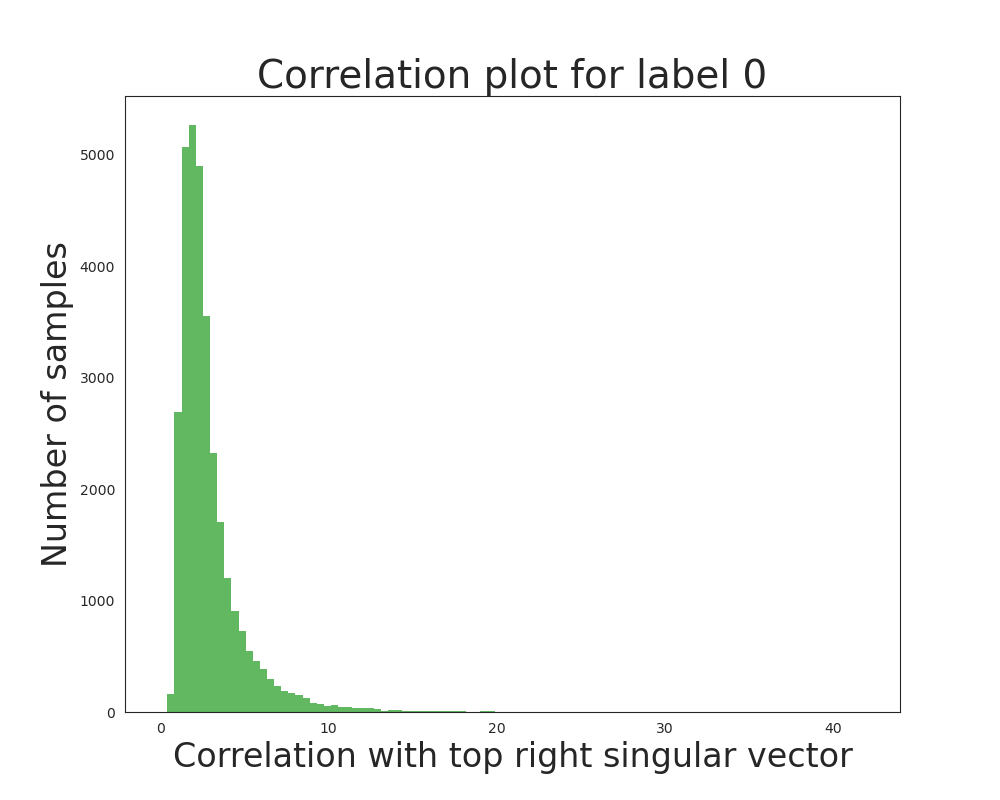 Correlation plot for label 0
Number of samples
5000
4000
3000
2000
1000
0
0 10 20 30 40
Correlation with top right singular vector